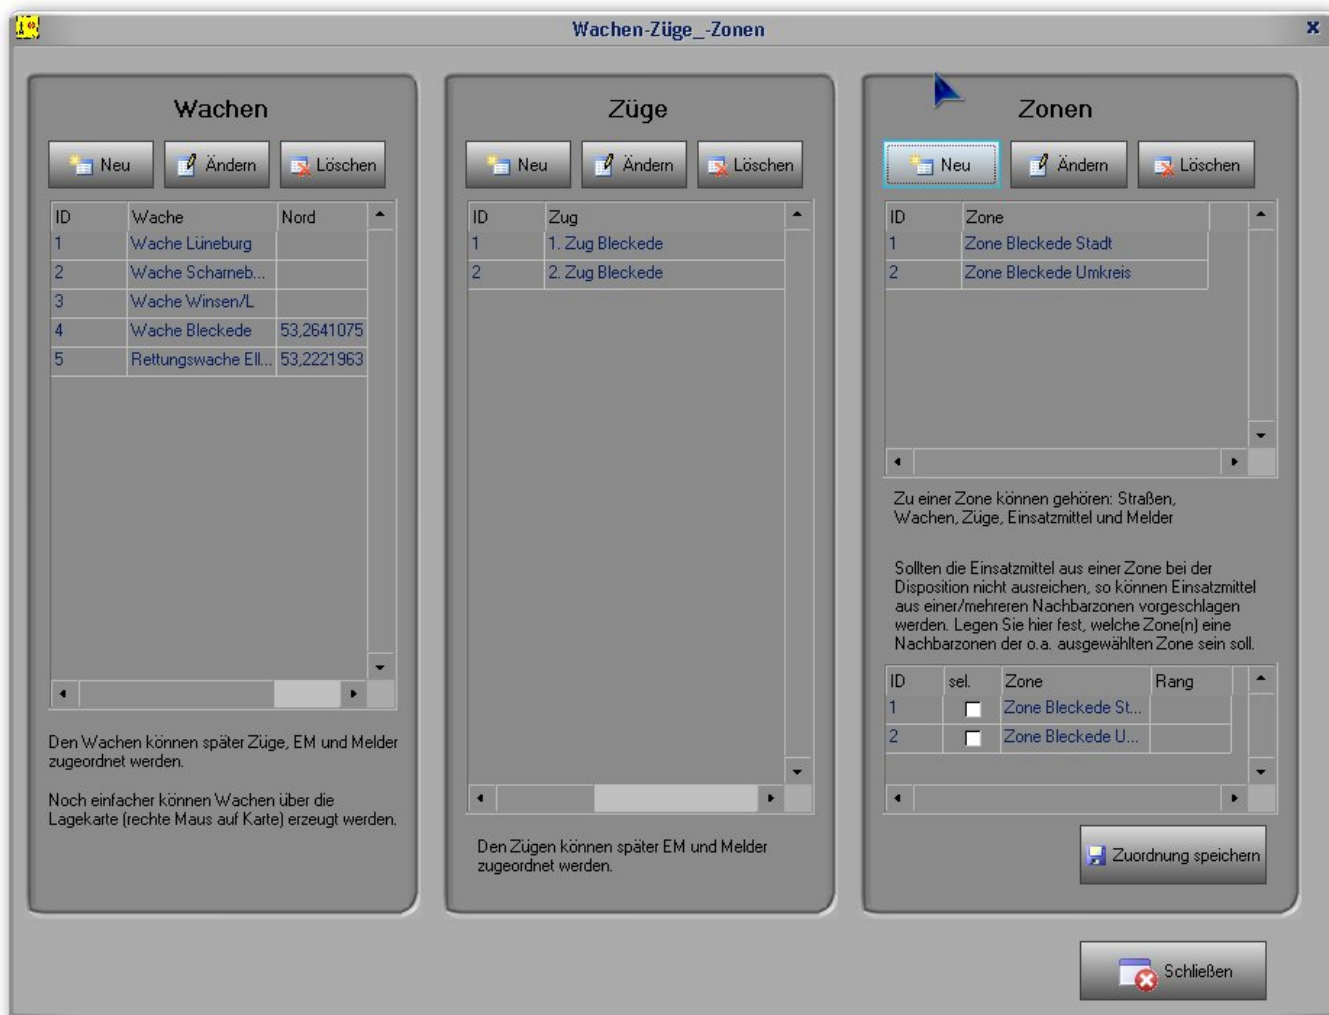 Wachen-Züge_-Zonen
Wachen
Neu Ändern Löschen
ID Wache Nord
1 Wache Lüneburg
2 Wache Scharneb...
3 Wache Winsen/L
4 Wache Bleckede 53,2641075
5 Rettungswache Ell... 53,2221963
Den Wachen können später Züge, EM und Melder
zugeordnet werden.
Noch einfacher können Wachen über die
Lagekarte (rechte Maus auf Karte) erzeugt werden.
Züge
Neu Ändern Löschen
ID Zug
1 1. Zug Bleckede
2 2. Zug Bleckede
Den Zügen können später EM und Melder
zugeordnet werden.
Zonen
Neu Ändern Löschen
ID Zone
1 Zone Bleckede Stadt
2 Zone Bleckede Umkreis
Zu einer Zone können gehören: Straßen,
Wachen, Züge, Einsatzmittel und Melder
Sollten die Einsatzmittel aus einer Zone bei der
Disposition nicht ausreichen, so können Einsatzmittel
aus einer/mehreren Nachbarzonen vorgeschlagen
werden. Legen Sie hier fest, welche Zone(n) eine
Nachbarzonen der o.a. ausgewählten Zone sein soll.
ID sel. Zone Rang
1 Zone Bleckede St...
2 Zone Bleckede U...
Zuordnung speichern
Schließen